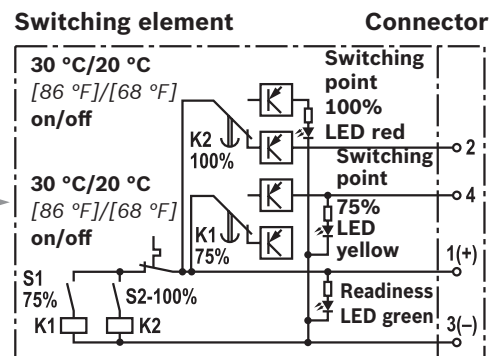 Switching element
Connector
30 °C/20 °C
[86 °F]/[68 °F]
on/off
Switching
point
100%
LED red
K2
100%
2
Switching
point
75%
LED
yellow
4
30 °C/20 °C
[86 °F]/[68 °F]
on/off
K1
75%
1(+)
S1
75%
S2-100%
Readiness
LED green
K1
K2
3(–)